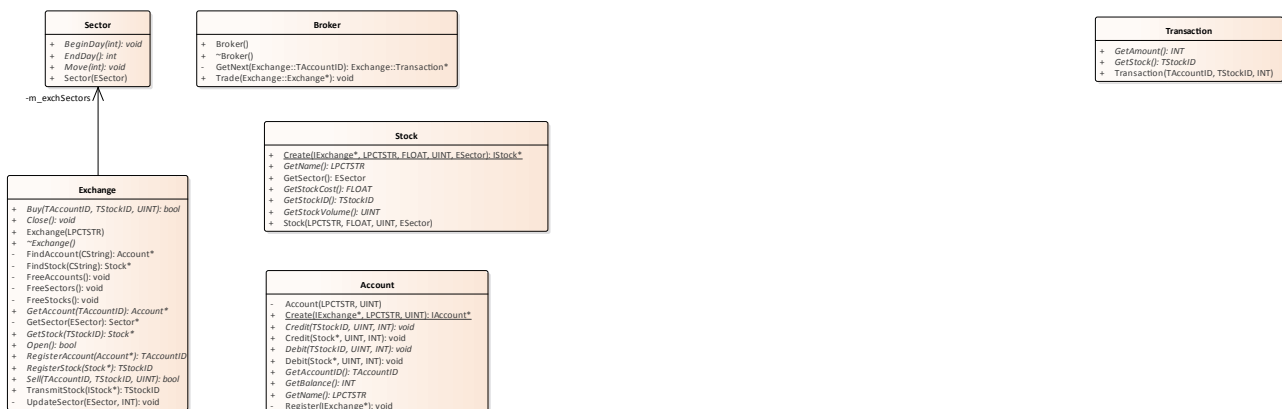 Sector
+ BeginDay(int): void
+ EndDay(): int
+ Move(int): void
+ Sector(ESector)
Broker
+ Broker()
+ ~Broker()
- GetNext(Exchange::TAccountID): Exchange::Transaction*
+ Trade(Exchange::Exchange*): void
Transaction
+ GetAmount(): INT
+ GetStock(): TStockID
+ Transaction(TAccountID, TStockID, INT)
-m_exchSectors
Stock
+ Create(IExchange*, LPCTSTR, FLOAT, UINT, ESector): IStock*
+ GetName(): LPCTSTR
+ GetSector(): ESector
+ GetStockCost(): FLOAT
+ GetStockID(): TStockID
+ GetStockVolume(): UINT
+ Stock(LPCTSTR, FLOAT, UINT, ESector)
Exchange
+ Buy(TAccountID, TStockID, UINT): bool
+ Close(): void
+ Exchange(LPCTSTR)
+ ~Exchange()
- FindAccount(CString): Account*
- FindStock(CString): Stock*
- FreeAccounts(): void
- FreeSectors(): void
- FreeStocks(): void
+ GetAccount(TAccountID): Account*
- GetSector(ESector): Sector*
+ GetStock(TStockID): Stock*
+ Open(): bool
+ RegisterAccount(Account*): TAccountID
+ RegisterStock(Stock*): TStockID
+ Sell(TAccountID, TStockID, UINT): bool
+ TransmitStock(IStock*): TStockID
- UpdateSector(ESector, INT): void
Account
- Account(LPCTSTR, UINT)
+ Create(IExchange*, LPCTSTR, UINT): IAccount*
+ Credit(TStockID, UINT, INT): void
+ Credit(Stock*, UINT, INT): void
+ Debit(TStockID, UINT, INT): void
+ Debit(Stock*, UINT, INT): void
+ GetAccountID(): TAccountID
+ GetBalance(): INT
+ GetName(): LPCTSTR
- Register(IExchange*): void